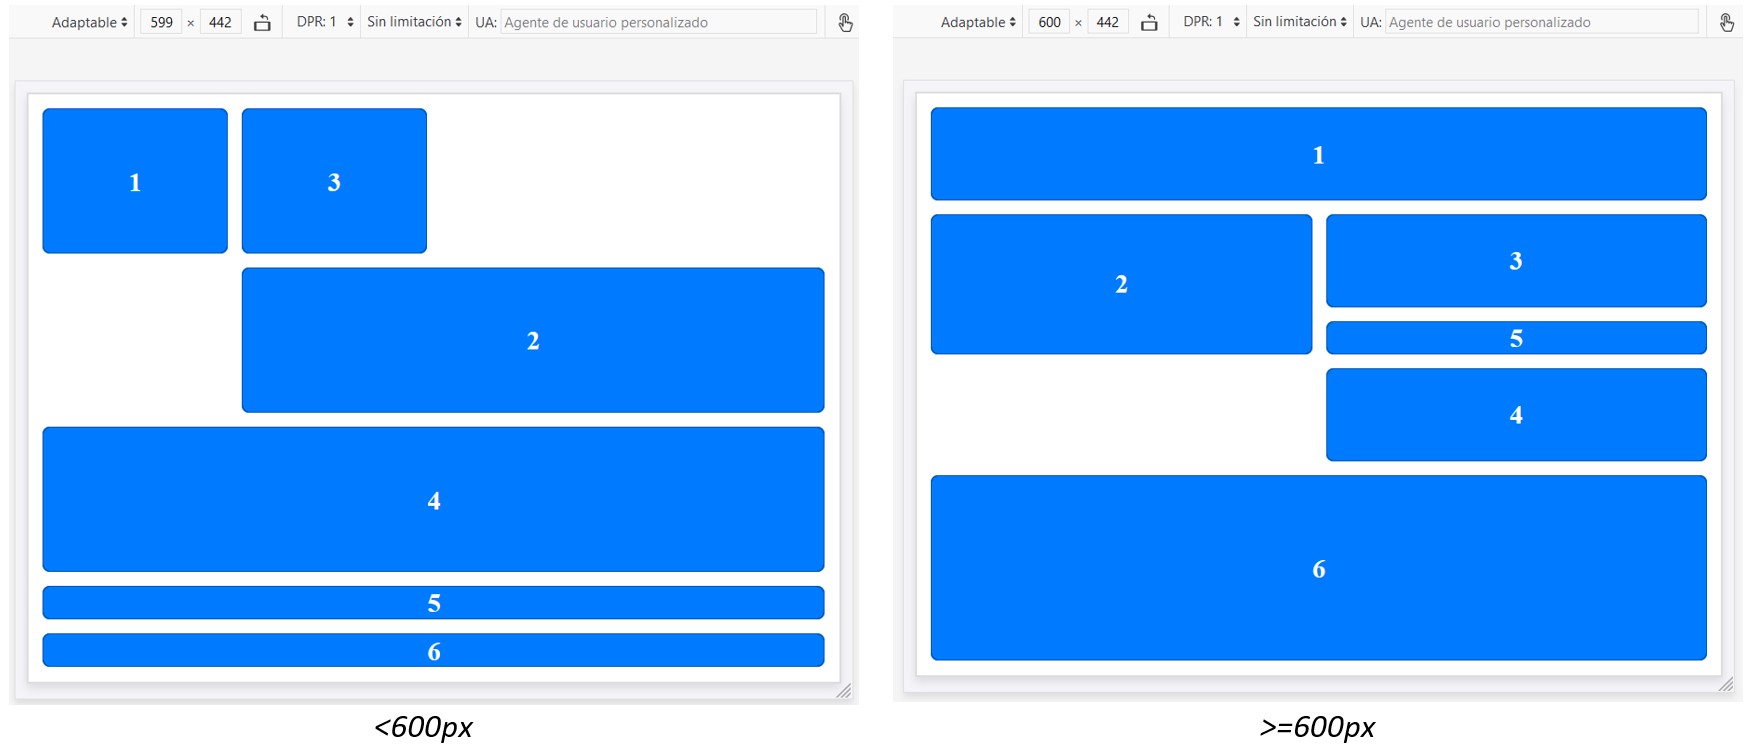 Adaptable 599 × 442 DPR: 1 Sin limitación UA: Agente de usuario personalizado
1 3
2
4
5
6
<600px
Adaptable 600 × 442 DPR: 1 Sin limitación UA: Agente de usuario personalizado
1
2 3
5
4
6
>=600px